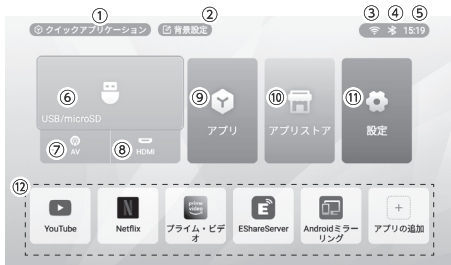 ① ② ③ ④ ⑤
クイックアプリケーション 背景設定 15:19
⑥ ⑨ ⑩ ⑪
USB/microSD
アプリ アプリストア 設定
⑦ ⑧
AV HDMI
⑫
YouTube Netflix プライム・ビデ EShareServer Androidミラー アプリの追加
オ リング
prime video
N
E